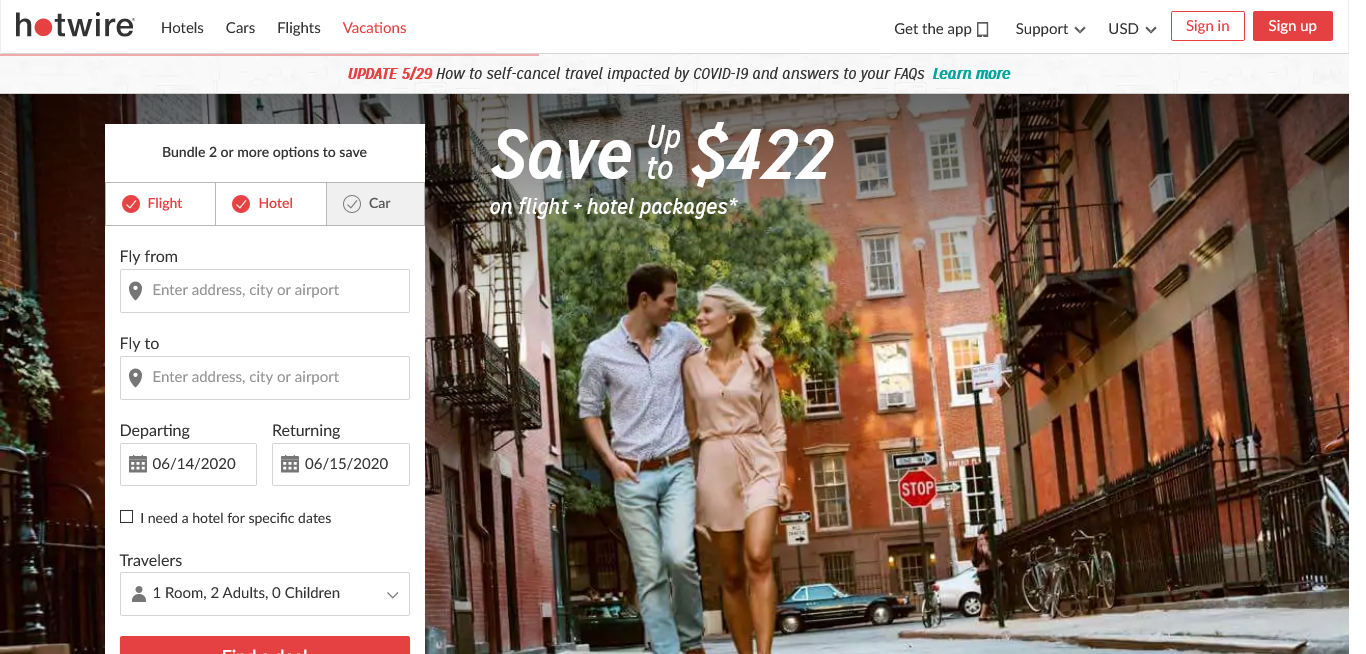 hotwire
Hotels Cars Flights Vacations
Get the app Support USD Sign in Sign up
UPDATE 5/29 How to self-cancel travel impacted by COVID-19 and answers to your FAQs Learn more
Bundle 2 or more options to save
Flight Hotel Car
Fly from
Enter address, city or airport
Fly to
Enter address, city or airport
Departing Returning
06/14/2020 06/15/2020
I need a hotel for specific dates
Travelers
1 Room, 2 Adults, 0 Children
Find a deal
Save Up to $422
on flight + hotel packages*
STOP